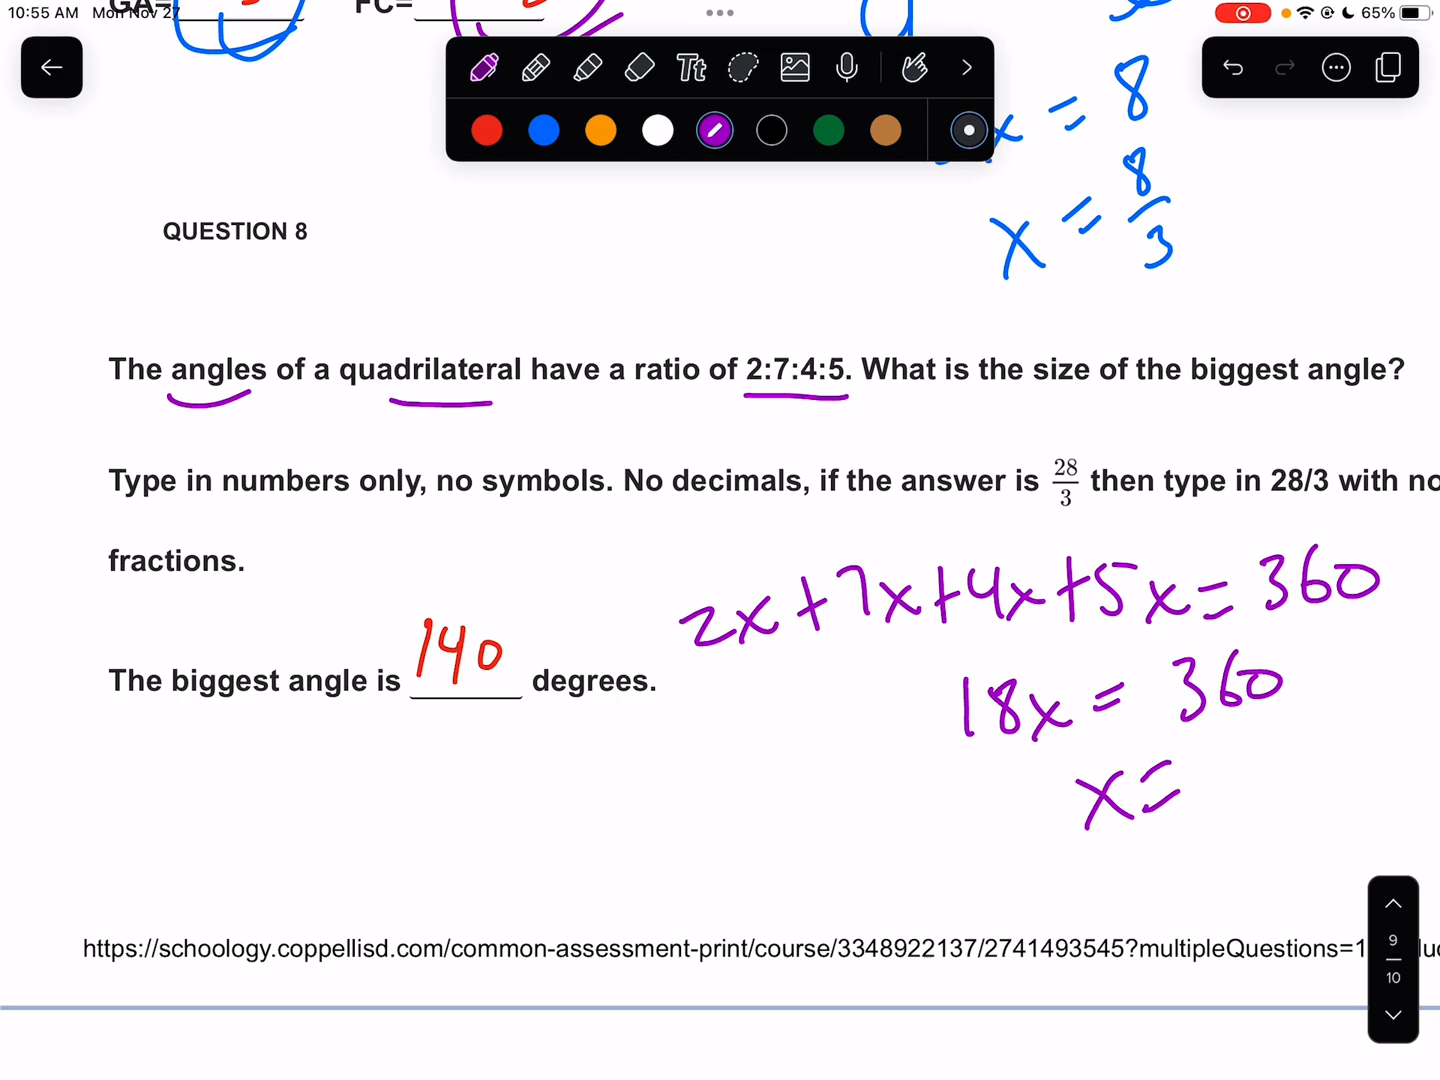 10:55 AM Mon Nov 27
65%
GA=
FC=
Tt
x = 8
x = 8/3
QUESTION 8
The angles of a quadrilateral have a ratio of 2:7:4:5. What is the size of the biggest angle?
Type in numbers only, no symbols. No decimals, if the answer is 28/3 then type in 28/3 with no
fractions.
2x+7x+4x+5x=360
The biggest angle is 140 degrees.
18x = 360
x=
9
10
https://schoology.coppellisd.com/common-assessment-print/course/3348922137/2741493545?multipleQuestions=1